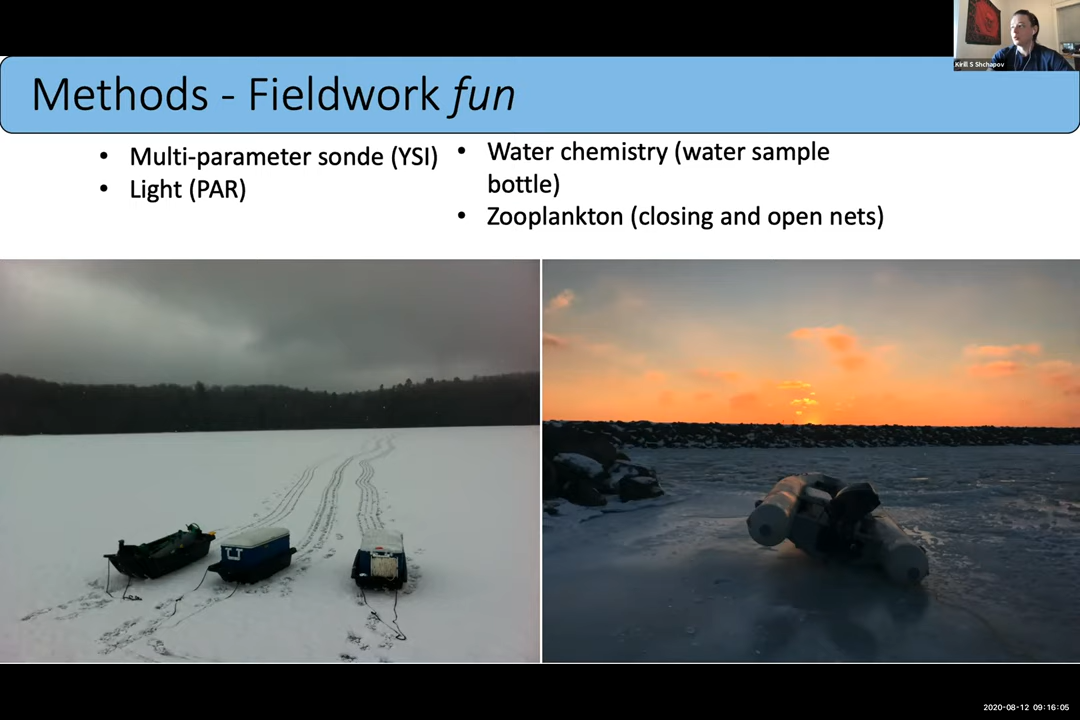 Kirill S Shchapov
Methods - Fieldwork fun
• Multi-parameter sonde (YSI)
• Light (PAR)
• Water chemistry (water sample
bottle)
• Zooplankton (closing and open nets)
2020-08-12 09:16:05